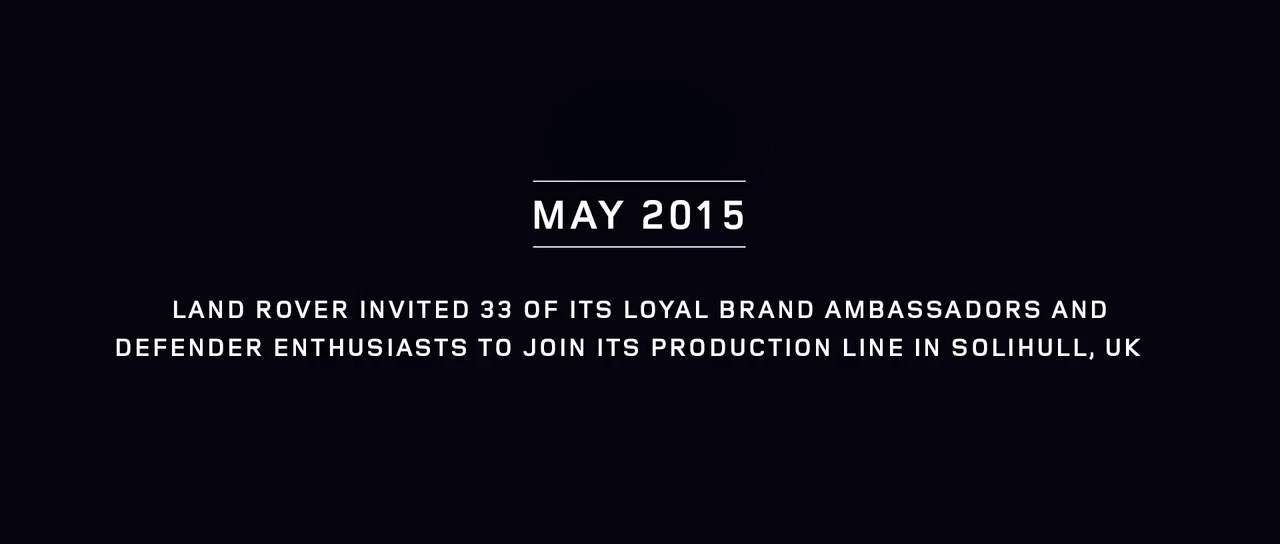 MAY 2015
LAND ROVER INVITED 33 OF ITS LOYAL BRAND AMBASSADORS AND
DEFENDER ENTHUSIASTS TO JOIN ITS PRODUCTION LINE IN SOLIHULL, UK